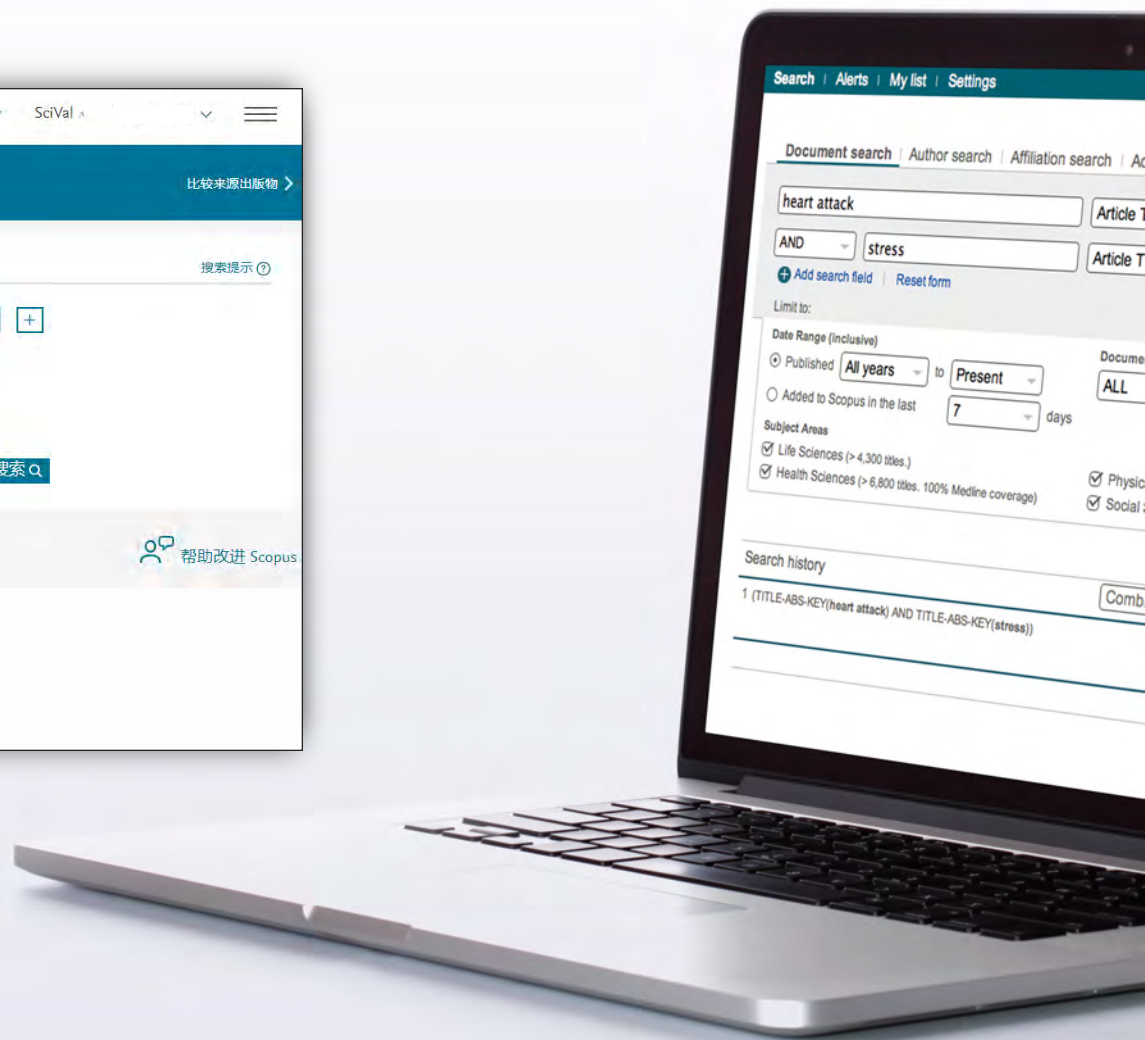 SciVal
比较来源出版物
搜索提示
搜索
帮助改进 Scopus
Search | Alerts | My list | Settings
Document search | Author search | Affiliation search |
heart attack
Article
AND
stress
Article
Add search field | Reset form
Limit to:
Date Range (inclusive)
Published All years to Present
ALL
Added to Scopus in the last 7 days
Subject Areas
Life Sciences (> 4,300 titles.)
Health Sciences (> 6,800 titles. 100% Medline coverage)
Social
Search history
1 (TITLE-ABS-KEY(heart attack) AND TITLE-ABS-KEY(stress))